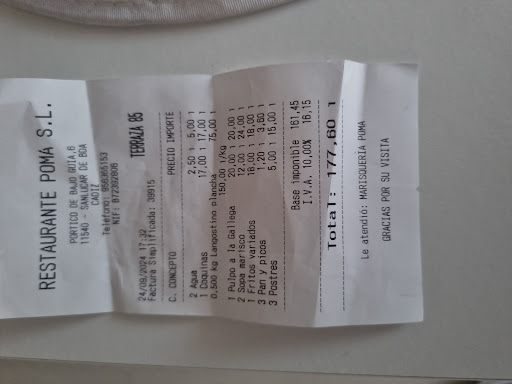 RESTAURANTE POMA S.L.
PORTICO DE BAJO GUIA,6
11540 - SANLUCAR DE BDA
CADIZ
Telefono: 956365153
NIF: B72392806
24/08/2024 17:32
Factura Simplificada: 39915
TERRAZA 85
C. CONCEPTO PRECIO IMPORTE
2 Agua 2,50 1 5,00 1
1 Coquinas 17,00 1 17,00 1
0,500 kg Langostino plancha
150,00 1/kg 75,00 1
1 Pulpo a la Gallega 20,00 1 20,00 1
2 Sopa marisco 12,00 1 24,00 1
1 Fritos variados 18,00 1 18,00 1
3 Pan y picos 1,20 1 3,60 1
3 Postres 5,00 1 15,00 1
Base imponible 161,45
I.V.A. 10,00% 16,15
Total: 177,60 1
Le atendió: MARISQUERIA PUMA
GRACIAS POR SU VISITA